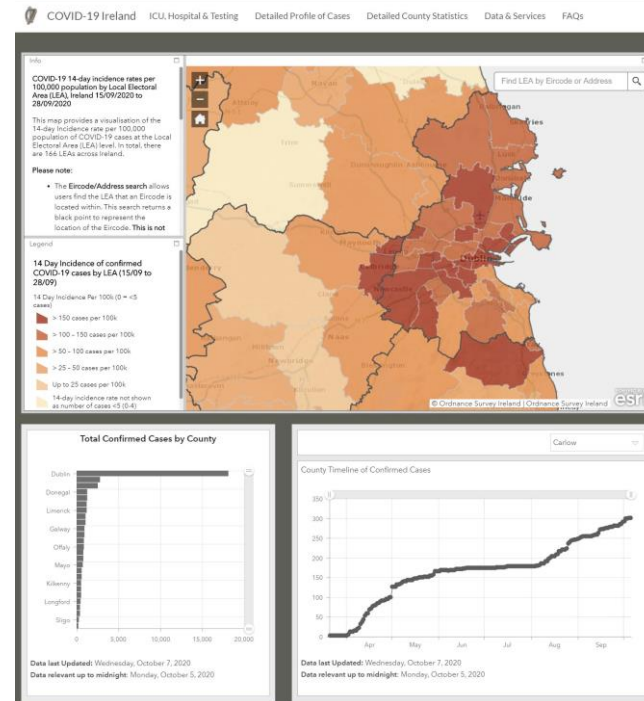 COVID-19 Ireland
ICU, Hospital & Testing
Detailed Profile of Cases
Detailed County Statistics
Data & Services
FAQs
Info
COVID-19 14-day incidence rates per
100,000 population by Local Electoral
Area (LEA), Ireland 15/09/2020 to
28/09/2020
This map provides a visualisation of the
14-day Incidence rate per 100,000
population of COVID-19 cases at the Local
Electoral Area (LEA) level. In total, there
are 166 LEAs across Ireland.
Please note:
• The Eircode/Address search allows
users find the LEA that an Eircode is
located within. This search returns a
black point to represent the
location of the Eircode. This is not
Legend
14 Day Incidence of confirmed
COVID-19 cases by LEA (15/09 to
28/09)
14 Day Incidence Per 100k (0 = <5
cases)
> 150 cases per 100k
> 100 - 150 cases per 100k
> 50 - 100 cases per 100k
> 25 - 50 cases per 100k
Up to 25 cases per 100k
14-day incidence rate not shown
as number of cases <5 (0-4)
+
−
Find LEA by Eircode or Address
Navan
Trim
Maynooth
Naas
Newbridge
Dublin
© Ordnance Survey Ireland | Ordnance Survey Ireland
esri
Total Confirmed Cases by County
Dublin
Donegal
Limerick
Galway
Offaly
Mayo
Kilkenny
Longford
Sligo
0 5,000 10,000 15,000 20,000
Data last Updated: Wednesday, October 7, 2020
Data relevant up to midnight: Monday, October 5, 2020
Carlow
County Timeline of Confirmed Cases
350
300
250
200
150
100
50
0
Apr May Jun Jul Aug Sep
Data last Updated: Wednesday, October 7, 2020
Data relevant up to midnight: Monday, October 5, 2020